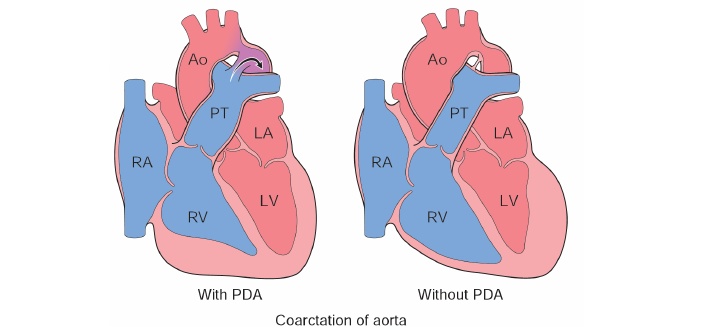 Ao
PT
LA
RA
LV
RV
With PDA
Ao
PT
LA
RA
LV
RV
Without PDA
Coarctation of aorta